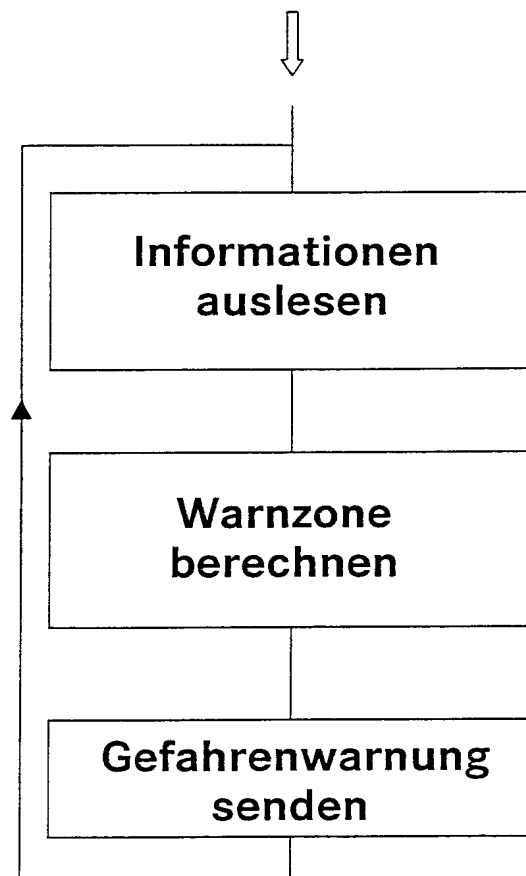 Informationen
auslesen
Warnzone
berechnen
Gefahrenwarnung
senden